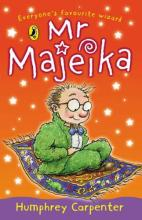 Everyone's favourite wizard
Mr
Majeika
Humphrey Carpenter